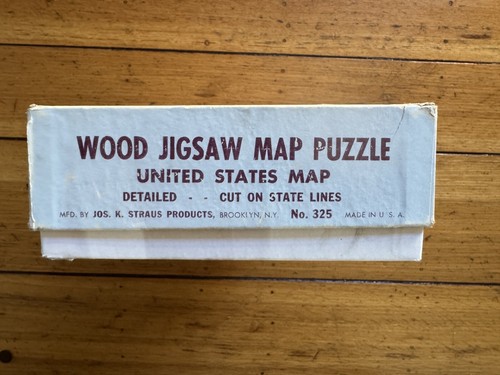 WOOD JIGSAW MAP PUZZLE
UNITED STATES MAP
DETAILED - - CUT ON STATE LINES
MFD. BY JOS. K. STRAUS PRODUCTS, BROOKLYN, N.Y. No. 325 MADE IN U. S. A.